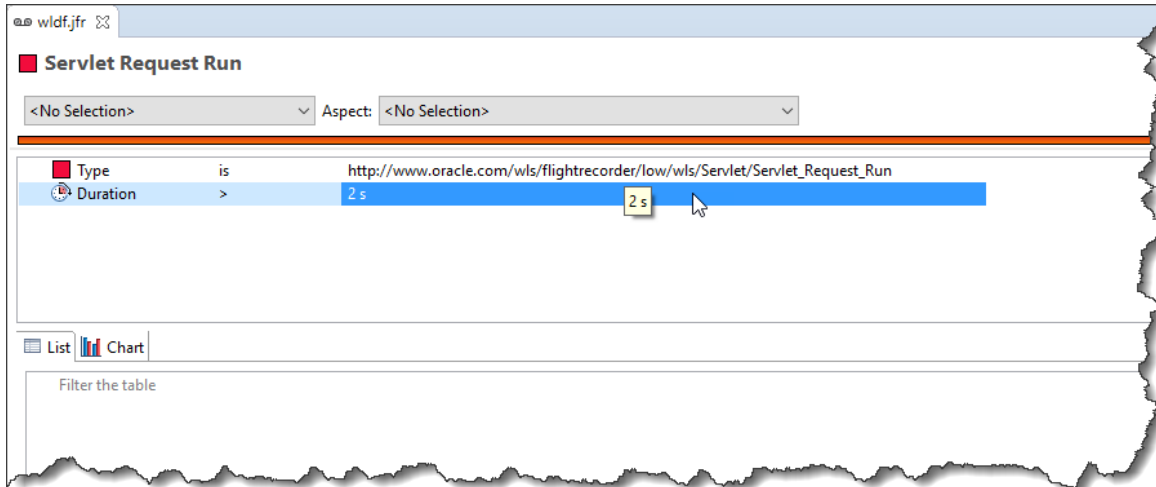 wldf.jfr
Servlet Request Run
<No Selection> Aspect: <No Selection>
Type is http://www.oracle.com/wls/flightrecorder/low/wls/Servlet/Servlet_Request_Run
Duration > 2 s
2 s
List Chart
Filter the table